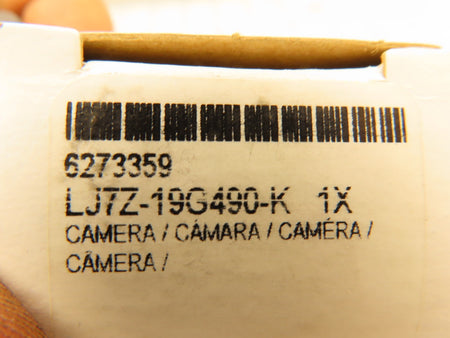 6273359
LJ7Z-19G490-K 1X
CAMERA / CÁMARA / CAMÉRA /
CÂMERA /